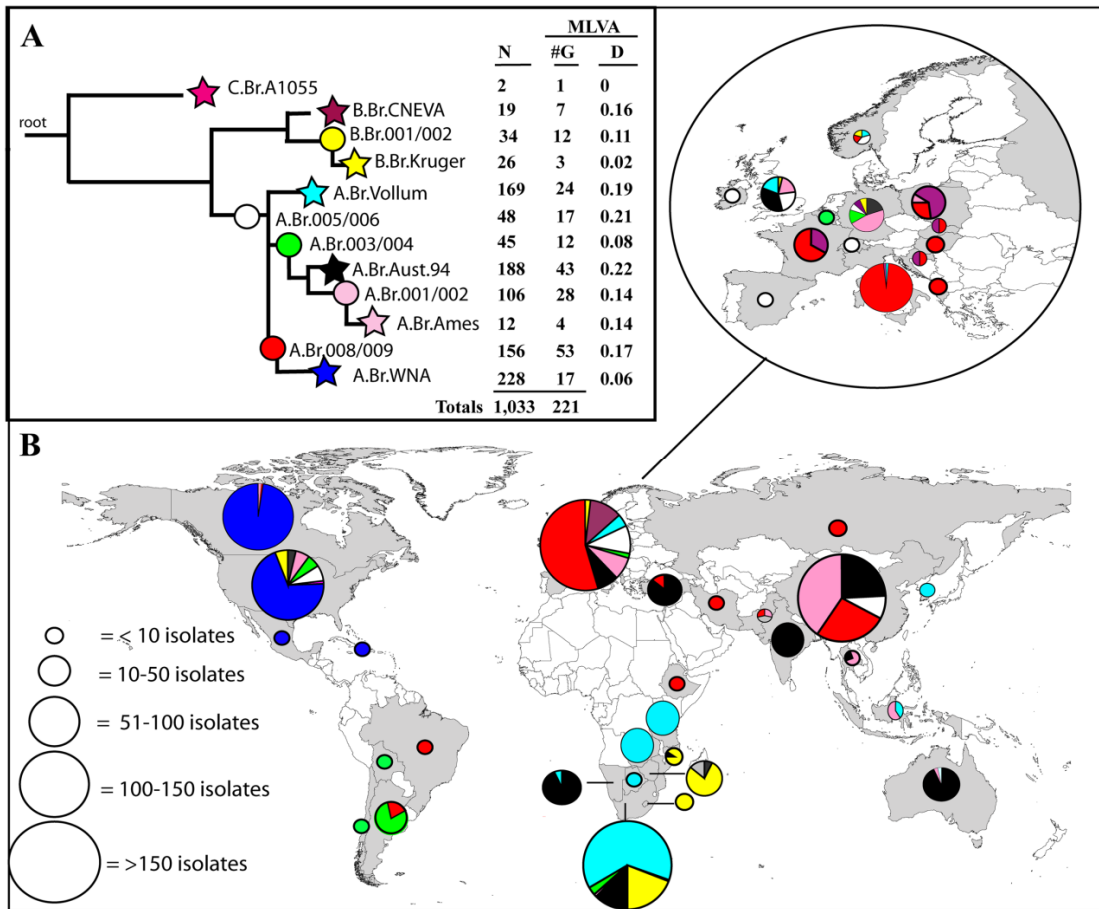 A
MLVA
N #G D
C.Br.A1055 2 1 0
root
B.Br.CNEVA 19 7 0.16
B.Br.001/002 34 12 0.11
B.Br.Kruger 26 3 0.02
A.Br.Vollum 169 24 0.19
A.Br.005/006 48 17 0.21
A.Br.003/004 45 12 0.08
A.Br.Aust.94 188 43 0.22
A.Br.001/002 106 28 0.14
A.Br.Ames 12 4 0.14
A.Br.008/009 156 53 0.17
A.Br.WNA 228 17 0.06
Totals 1,033 221
B
= < 10 isolates
= 10-50 isolates
= 51-100 isolates
= 100-150 isolates
= >150 isolates